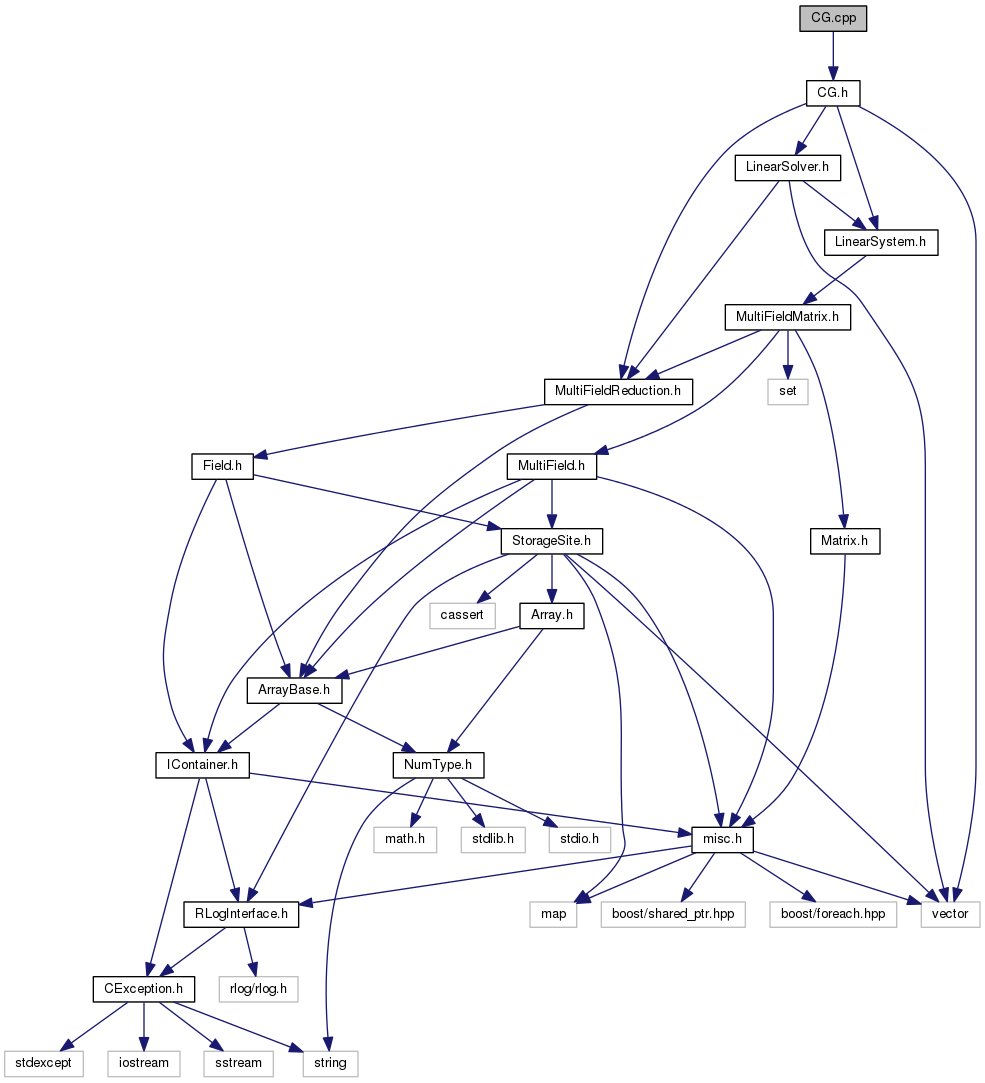 CG.cpp
CG.h
LinearSolver.h
LinearSystem.h
MultiFieldMatrix.h
MultiFieldReduction.h
set
Field.h
MultiField.h
StorageSite.h
Matrix.h
cassert
Array.h
ArrayBase.h
IContainer.h
NumType.h
math.h
stdlib.h
stdio.h
misc.h
RLogInterface.h
map
boost/shared_ptr.hpp
boost/foreach.hpp
vector
CException.h
rlog/rlog.h
stdexcept
iostream
sstream
string